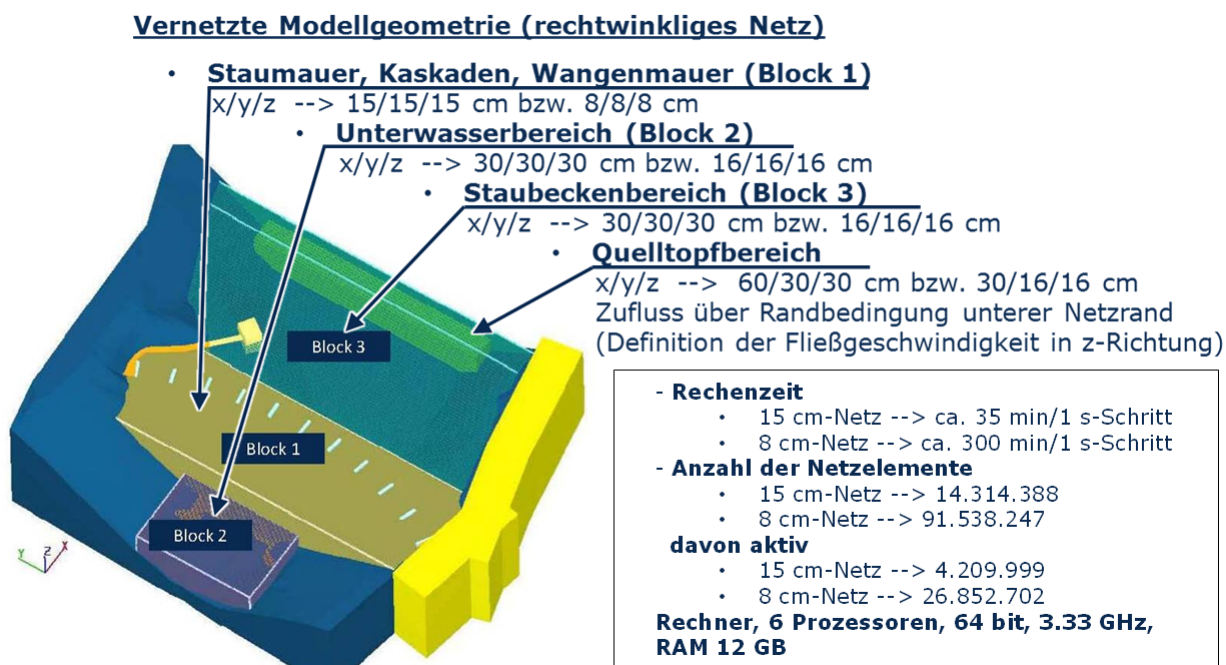 Vernetzte Modellgeometrie (rechtwinkliges Netz)
• Staumauer, Kaskaden, Wangenmauer (Block 1)
x/y/z --> 15/15/15 cm bzw. 8/8/8 cm
• Unterwasserbereich (Block 2)
x/y/z --> 30/30/30 cm bzw. 16/16/16 cm
• Staubeckenbereich (Block 3)
x/y/z --> 30/30/30 cm bzw. 16/16/16 cm
• Quelltopfbereich
x/y/z --> 60/30/30 cm bzw. 30/16/16 cm
Zufluss über Randbedingung unterer Netzrand
(Definition der Fließgeschwindigkeit in z-Richtung)
Block 3
Block 1
Block 2
Y Z X
- Rechenzeit
• 15 cm-Netz --> ca. 35 min/1 s-Schritt
• 8 cm-Netz --> ca. 300 min/1 s-Schritt
- Anzahl der Netzelemente
• 15 cm-Netz --> 14.314.388
• 8 cm-Netz --> 91.538.247
davon aktiv
• 15 cm-Netz --> 4.209.999
• 8 cm-Netz --> 26.852.702
Rechner, 6 Prozessoren, 64 bit, 3.33 GHz,
RAM 12 GB